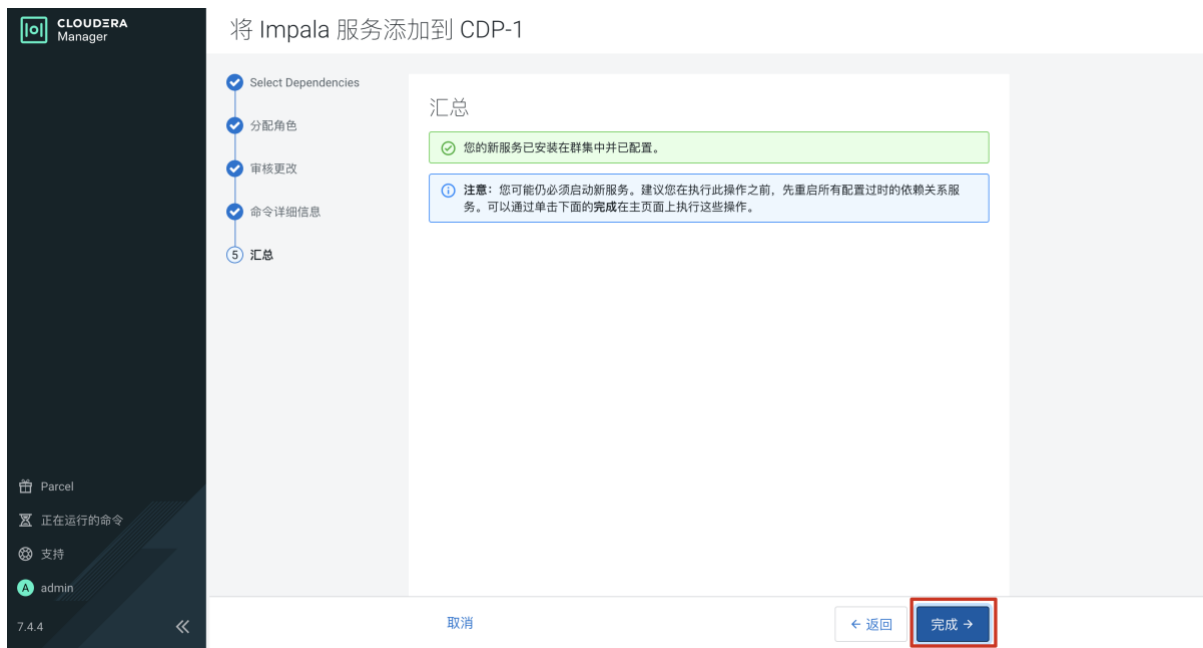 CLOUDERA
Manager
将 Impala 服务添加到 CDP-1
Select Dependencies
分配角色
审核更改
命令详细信息
5 汇总
汇总
您的新服务已安装在群集中并已配置。
注意：您可能仍必须启动新服务。建议您在执行此操作之前，先重启所有配置过时的依赖关系服
务。可以通过单击下面的完成在主页面上执行这些操作。
Parcel
正在运行的命令
支持
A admin
7.4.4
取消
← 返回
完成 →